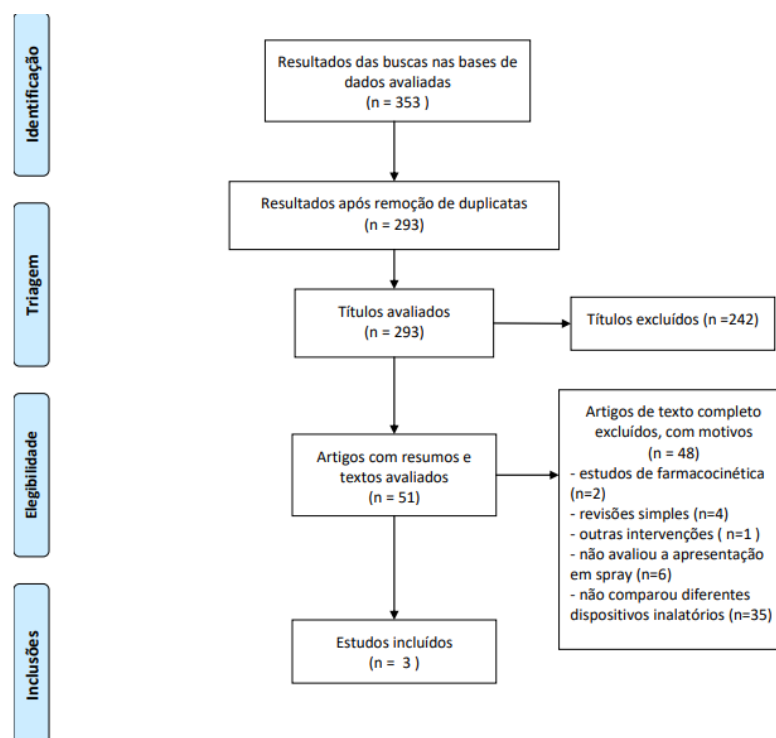 Identificação
Resultados das buscas nas bases de
dados avaliadas
(n = 353 )
Triagem
Resultados após remoção de duplicatas
(n = 293)
Títulos avaliados
(n = 293)
Títulos excluídos (n =242)
Elegibilidade
Artigos com resumos e
textos avaliados
(n = 51)
Artigos de texto completo
excluídos, com motivos
(n = 48)
- estudos de farmacocinética
(n=2)
- revisões simples (n=4)
- outras intervenções ( n=1 )
- não avaliou a apresentação
em spray (n=6)
- não comparou diferentes
dispositivos inalatórios (n=35)
Inclusões
Estudos incluídos
(n =  3 )